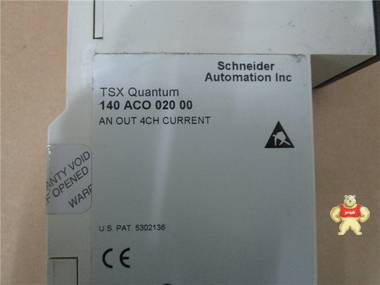 Schneider
Automation Inc
TSX Quantum
140 ACO 020 00
AN OUT 4CH CURRENT
ANTY VOID
F OPENED
WARR
U.S. PAT. 5302136
CE